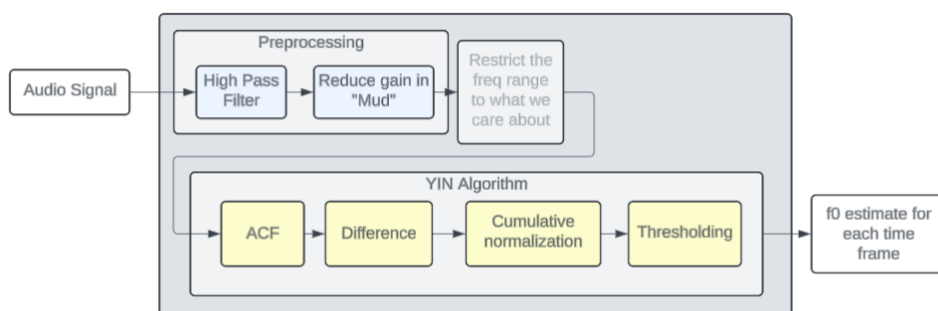 Preprocessing
Audio Signal
High Pass
Filter
Reduce gain in
"Mud"
Restrict the
freq range
to what we
care about
YIN Algorithm
ACF
Difference
Cumulative
normalization
Thresholding
f0 estimate for
each time
frame